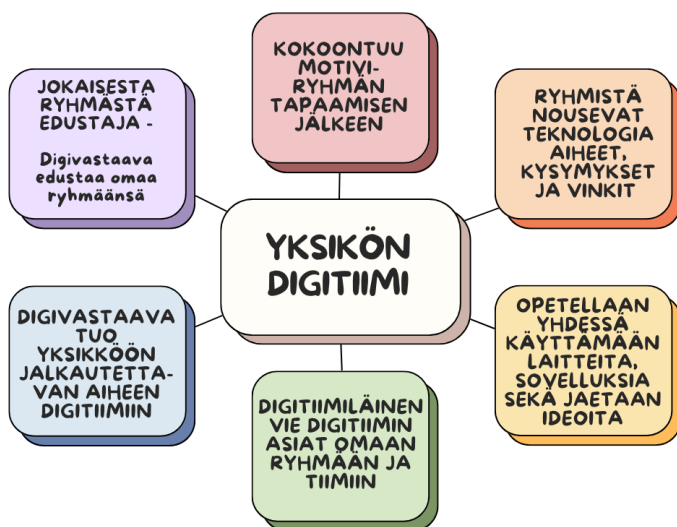 KOKOONTUU
MOTIVI-
RYHMÄN
TAPAAMISEN
JÄLKEEN
JOKAISESTA
RYHMÄSTÄ
EDUSTAJA -
Digivastaava
edustaa omaa
ryhmäänsä
RYHMISTÄ
NOUSEVAT
TEKNOLOGIA
AIHEET,
KYSYMYKSET
JA VINKIT
YKSIKÖN
DIGITIIMI
DIGIVASTAAVA
TUO
YKSIKKÖÖN
JALKAUTETTA-
VAN AIHEEN
DIGITIIMIIN
OPETELLAAN
YHDESSÄ
KÄYTTÄMÄÄN
LAITTEITA,
SOVELLUKSIA
SEKÄ JAETAAN
IDEOITA
DIGITIIMILÄINEN
VIE DIGITIIMIN
ASIAT OMAAN
RYHMÄÄN JA
TIIMIIN